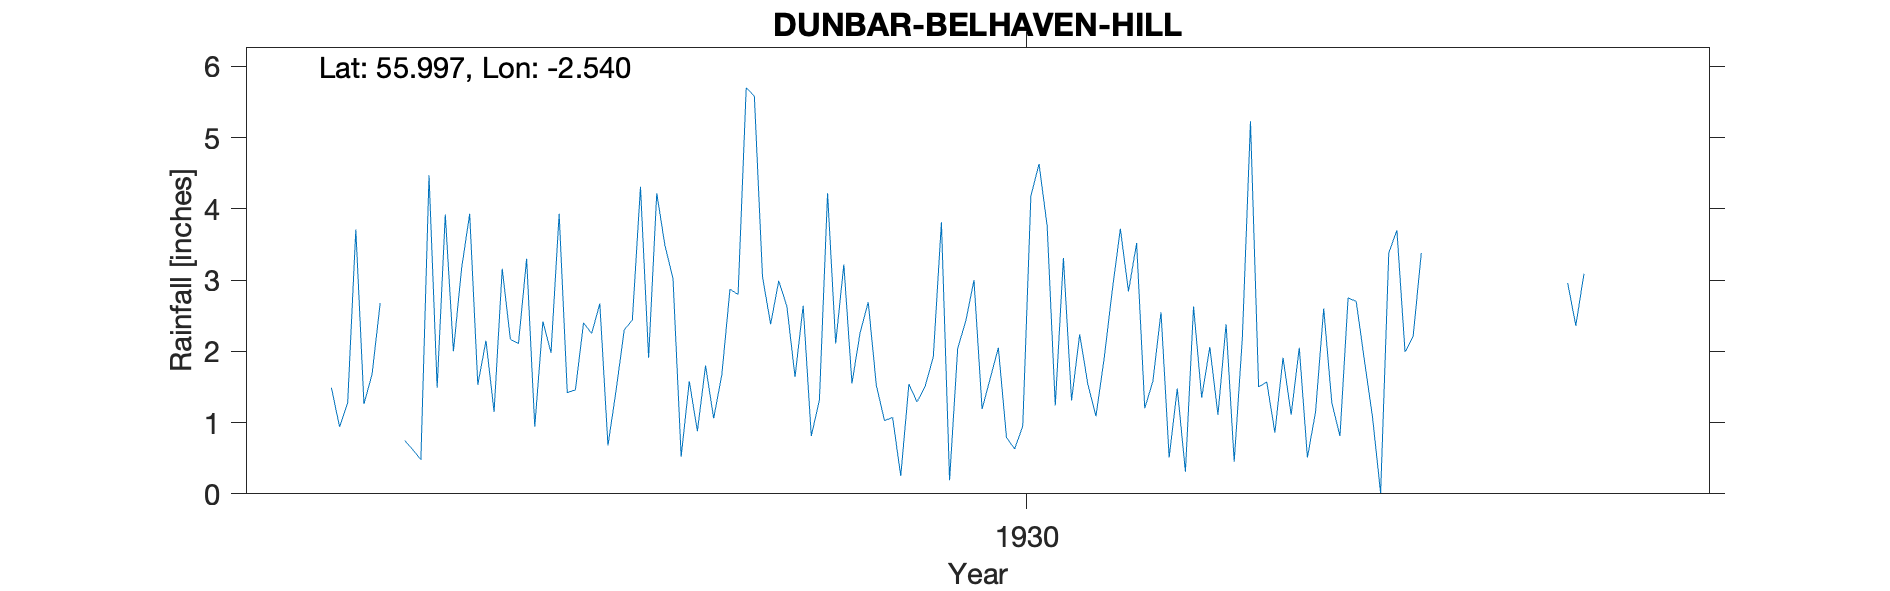 DUNBAR-BELHAVEN-HILL
Lat: 55.997, Lon: -2.540
6
5
4
3
2
1
0
Rainfall [inches]
1930
Year